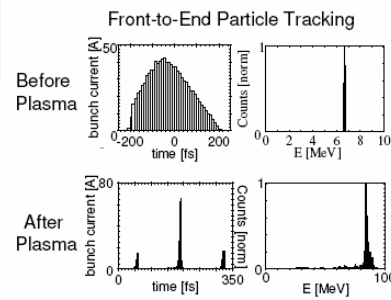 Front-to-End Particle Tracking
Before
Plasma
bunch current [A]
50
0
-200 0 200
time [fs]
Counts [norm]
1
0
0 2 4 6 8 10
E [MeV]
After
Plasma
bunch current [A]
80
0
0 350
time [fs]
Counts [norm]
1
0
0 100
E [MeV]